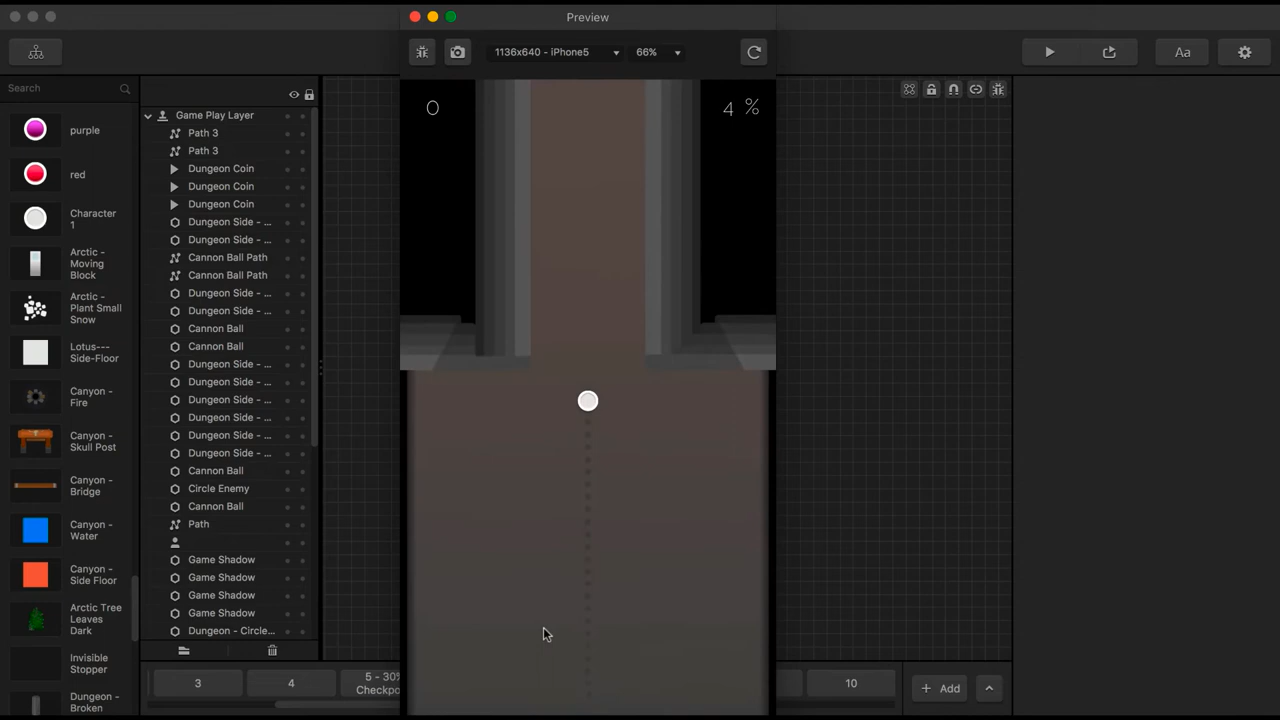 Preview
1136x640 - iPhone5
66%
Aa
Search
0
4 %
purple
red
Character
1
Arctic -
Moving
Block
Arctic -
Plant Small
Snow
Lotus---
Side-Floor
Canyon -
Fire
Canyon -
Skull Post
Canyon -
Bridge
Canyon -
Water
Canyon -
Side Floor
Arctic Tree
Leaves
Dark
Invisible
Stopper
Dungeon -
Broken
Game Play Layer
Path 3
Path 3
Dungeon Coin
Dungeon Coin
Dungeon Coin
Dungeon Side - ...
Dungeon Side - ...
Cannon Ball Path
Cannon Ball Path
Dungeon Side - ...
Dungeon Side - ...
Cannon Ball
Cannon Ball
Dungeon Side - ...
Dungeon Side - ...
Dungeon Side - ...
Dungeon Side - ...
Dungeon Side - ...
Dungeon Side - ...
Cannon Ball
Circle Enemy
Cannon Ball
Path
Game Shadow
Game Shadow
Game Shadow
Game Shadow
Dungeon - Circle...
3
4
5 - 30%
Checkpo
10
+ Add